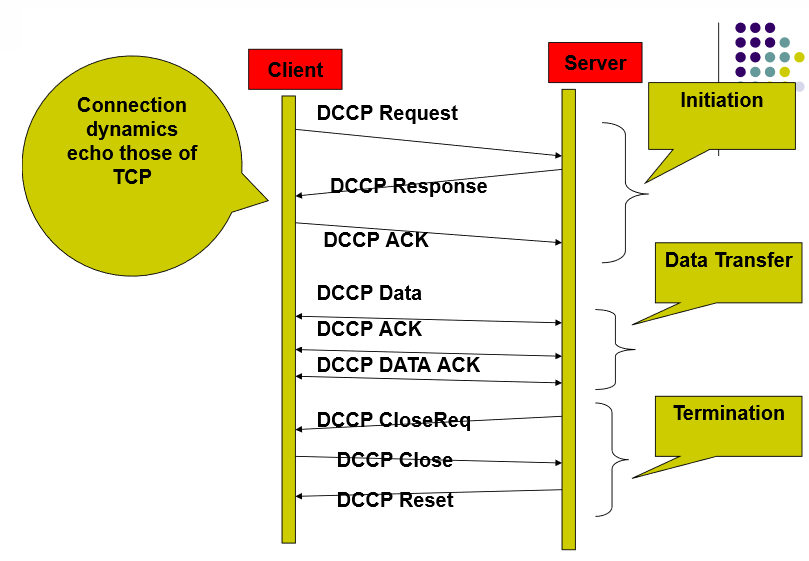 Client
Server
Connection
dynamics
echo those of
TCP
Initiation
DCCP Request
DCCP Response
DCCP ACK
Data Transfer
DCCP Data
DCCP ACK
DCCP DATA ACK
Termination
DCCP CloseReq
DCCP Close
DCCP Reset